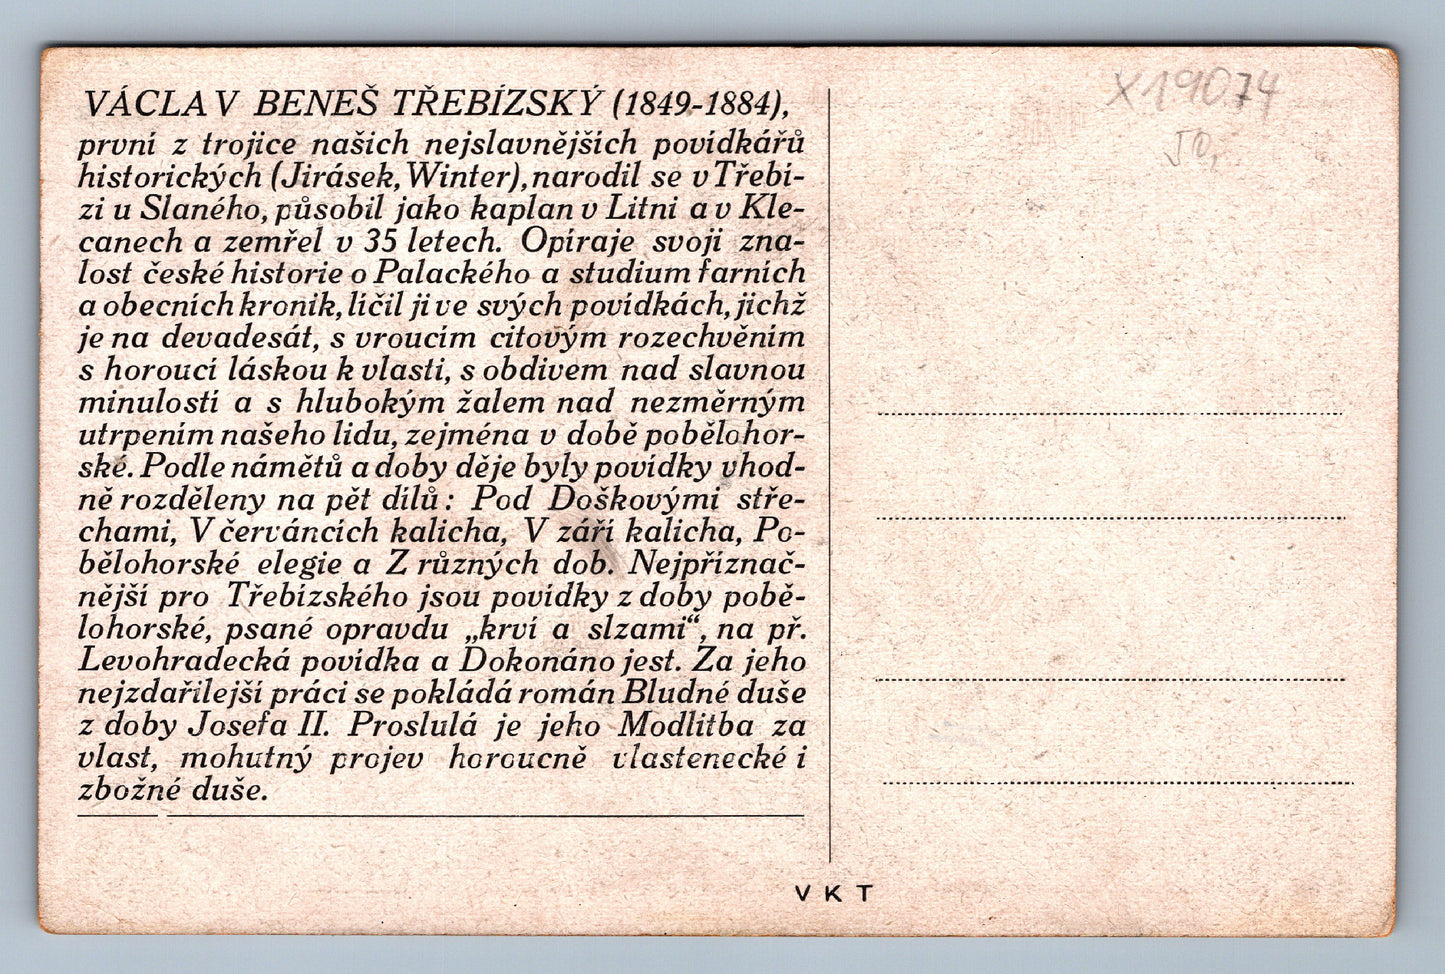 VÁCLAV BENEŠ TŘEBÍZSKÝ (1849-1884),
první z trojice našich nejslavnějších povídkářů
historických (Jirásek, Winter), narodil se v Třebí-
zi u Slaného, působil jako kaplan v Litni a v Kle-
canech a zemřel v 35 letech. Opíraje svoji zna-
lost české historie o Palackého a studium farních
a obecních kronik, líčil ji ve svých povídkách, jichž
je na devadesát, s vroucím citovým rozechvěním
s horoucí láskou k vlasti, s obdivem nad slavnou
minulostí a s hlubokým žalem nad nezměrným
utrpením našeho lidu, zejména v době pobělohor-
ské. Podle námětů a doby děje byly povídky vhod-
ně rozděleny na pět dílů: Pod Doškovými stře-
chami, V červáncích kalicha, V září kalicha, Po-
bělohorské elegie a Z různých dob. Nejpříznač-
nější pro Třebízského jsou povídky z doby pobě-
lohorské, psané opravdu „krví a slzami“, na př.
Levohradecká povídka a Dokonáno jest. Za jeho
nejzdařilejší práci se pokládá román Bludné duše
z doby Josefa II. Proslulá je jeho Modlitba za
vlast, mohutný projev horoucně vlastenecké i
zbožné duše.
V K T
X19074
50,